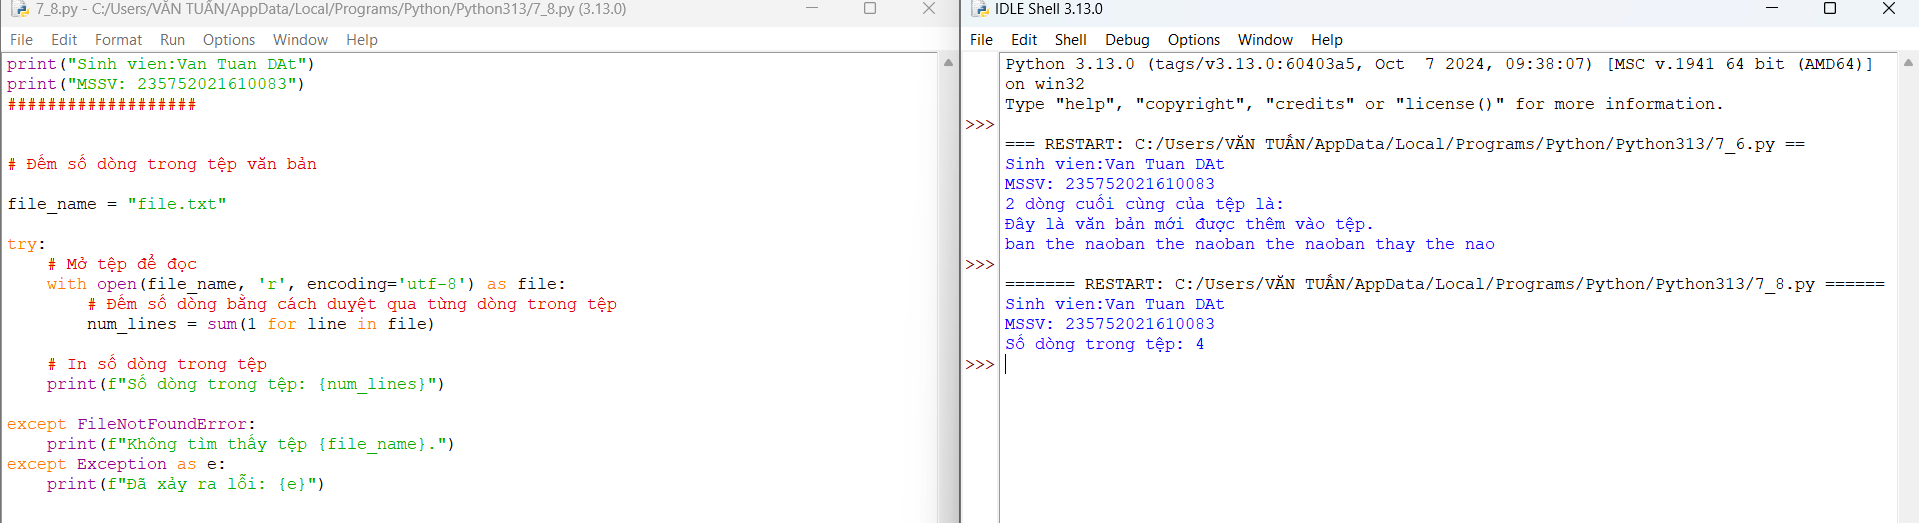 7_8.py - C:/Users/VĂN TUẤN/AppData/Local/Programs/Python/Python313/7_8.py (3.13.0)
File Edit Format Run Options Window Help
print("Sinh vien:Van Tuan DAt")
print("MSSV: 235752021610083")
###################
# Đếm số dòng trong tệp văn bản
file_name = "file.txt"
try:
    # Mở tệp để đọc
    with open(file_name, 'r', encoding='utf-8') as file:
        # Đếm số dòng bằng cách duyệt qua từng dòng trong tệp
        num_lines = sum(1 for line in file)
    # In số dòng trong tệp
    print(f"Số dòng trong tệp: {num_lines}")
except FileNotFoundError:
    print(f"Không tìm thấy tệp {file_name}.")
except Exception as e:
    print(f"Đã xảy ra lỗi: {e}")
IDLE Shell 3.13.0
File Edit Shell Debug Options Window Help
Python 3.13.0 (tags/v3.13.0:60403a5, Oct  7 2024, 09:38:07) [MSC v.1941 64 bit (AMD64)]
on win32
Type "help", "copyright", "credits" or "license()" for more information.
>>>
=== RESTART: C:/Users/VĂN TUẤN/AppData/Local/Programs/Python/Python313/7_6.py ==
Sinh vien:Van Tuan DAt
MSSV: 235752021610083
2 dòng cuối cùng của tệp là:
Đây là văn bản mới được thêm vào tệp.
ban the naoban the naoban the naoban thay the nao
>>>
======= RESTART: C:/Users/VĂN TUẤN/AppData/Local/Programs/Python/Python313/7_8.py ======
Sinh vien:Van Tuan DAt
MSSV: 235752021610083
Số dòng trong tệp: 4
>>>